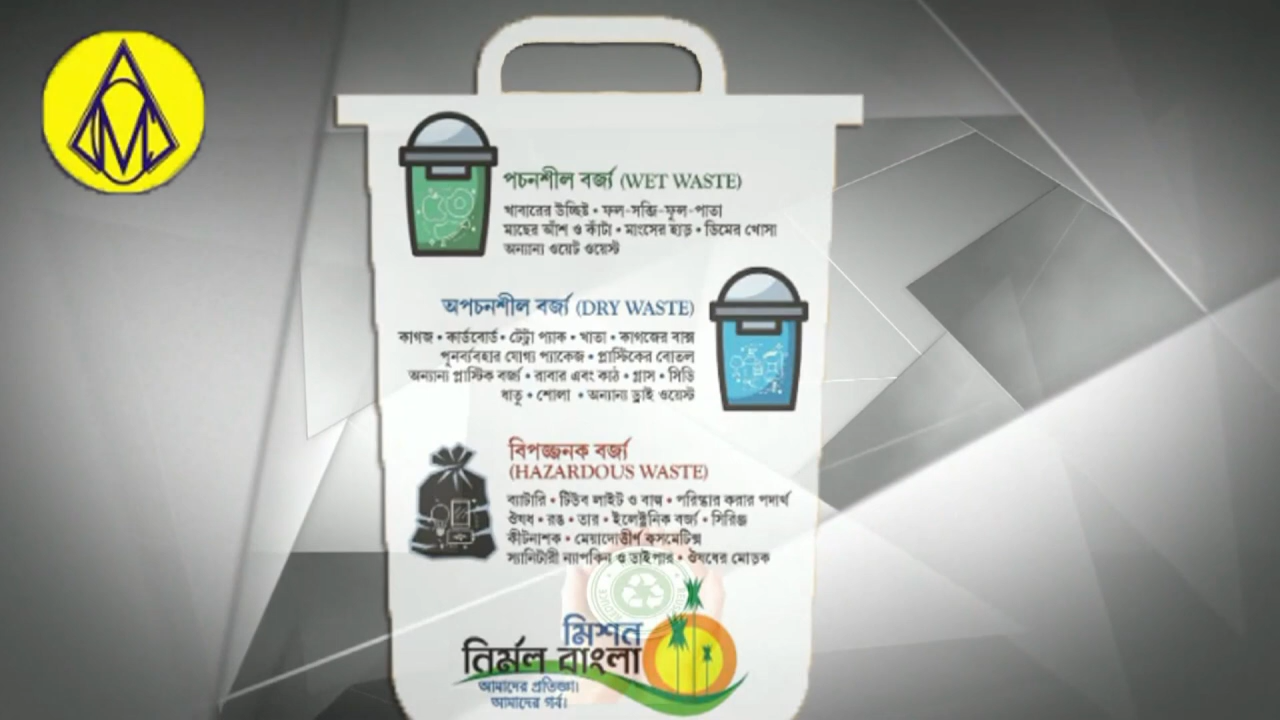 পচনশীল বর্জ্য (WET WASTE)
খাবারের উচ্ছিষ্ট • ফল-সব্জি-ফুল-পাতা
মাছের আঁশ ও কাঁটা • মাংসের হাড় • ডিমের খোসা
অন্যান্য ওয়েট ওয়েস্ট
অপচনশীল বর্জ্য (DRY WASTE)
কাগজ • কার্ডবোর্ড • টেট্রা প্যাক • খাতা • কাগজের বাক্স
পুনর্ব্যবহার যোগ্য প্যাকেজ • প্লাস্টিকের বোতল
অন্যান্য প্লাস্টিক বর্জ্য • রাবার এবং কাঠ • গ্লাস • সিডি
ধাতু • শোলা • অন্যান্য ড্রাই ওয়েস্ট
বিপজ্জনক বর্জ্য
(HAZARDOUS WASTE)
ব্যাটারি • টিউব লাইট ও বাল্ব • পরিস্কার করার পদার্থ
ঔষধ • রঙ • তার • ইলেক্ট্রনিক বর্জ্য • সিরিঞ্জ
কীটনাশক • মেয়াদোত্তীর্ণ কসমেটিক্স
স্যানিটারী ন্যাপকিন ও ডাইপার • ঔষধের মোড়ক
মিশন
নির্মল বাংলা
আমাদের প্রতিজ্ঞা।
আমাদের গর্ব।